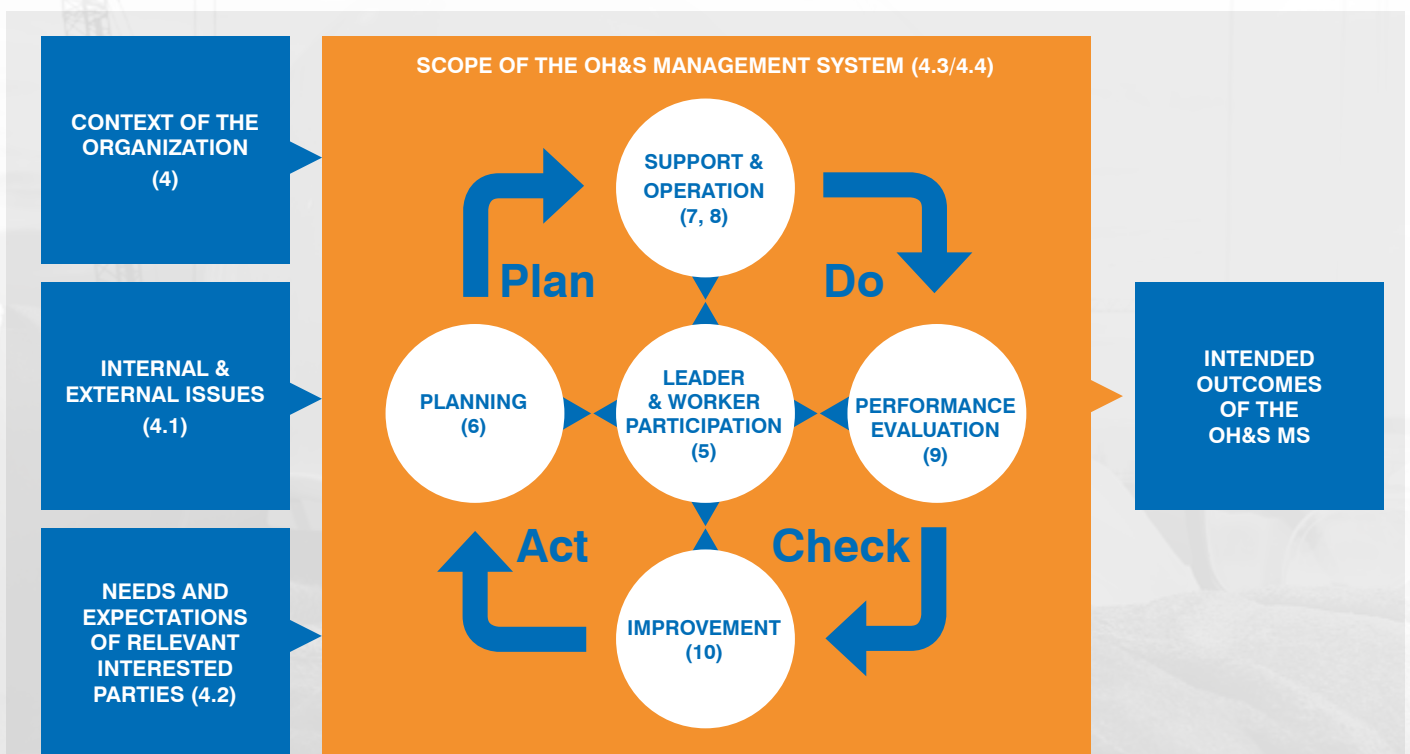 CONTEXT OF THE
ORGANIZATION
(4)
INTERNAL &
EXTERNAL ISSUES
(4.1)
NEEDS AND
EXPECTATIONS
OF RELEVANT
INTERESTED
PARTIES (4.2)
SCOPE OF THE OH&S MANAGEMENT SYSTEM (4.3/4.4)
SUPPORT &
OPERATION
(7, 8)
Plan
Do
PLANNING
(6)
LEADER
& WORKER
PARTICIPATION
(5)
PERFORMANCE
EVALUATION
(9)
Act
Check
IMPROVEMENT
(10)
INTENDED
OUTCOMES
OF THE
OH&S MS